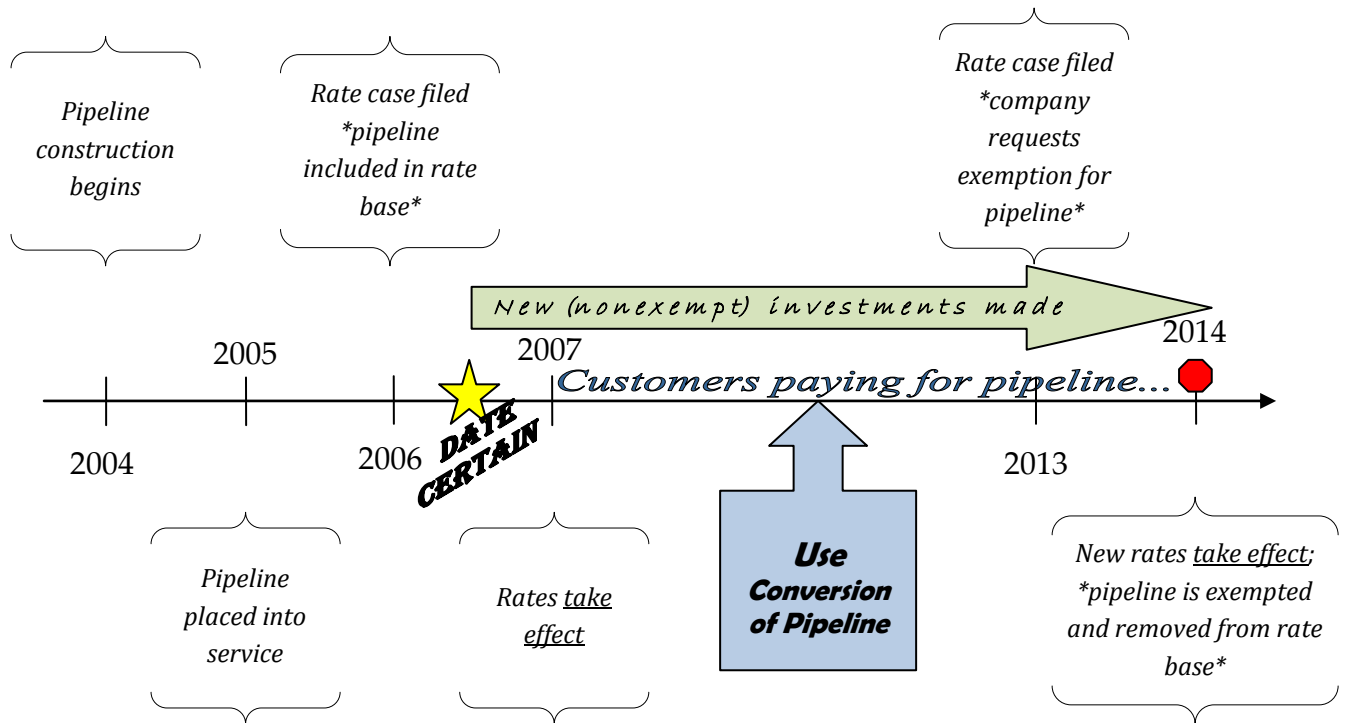 Pipeline
construction
begins
Rate case filed
*pipeline
included in rate
base*
Rate case filed
*company
requests
exemption for
pipeline*
New (nonexempt) investments made
2014
2005
2007
Customers paying for pipeline...
DATE
CERTAIN
2004
2006
2013
Pipeline
placed into
service
Rates take
effect
Use
Conversion
of Pipeline
New rates take effect;
*pipeline is exempted
and removed from rate
base*